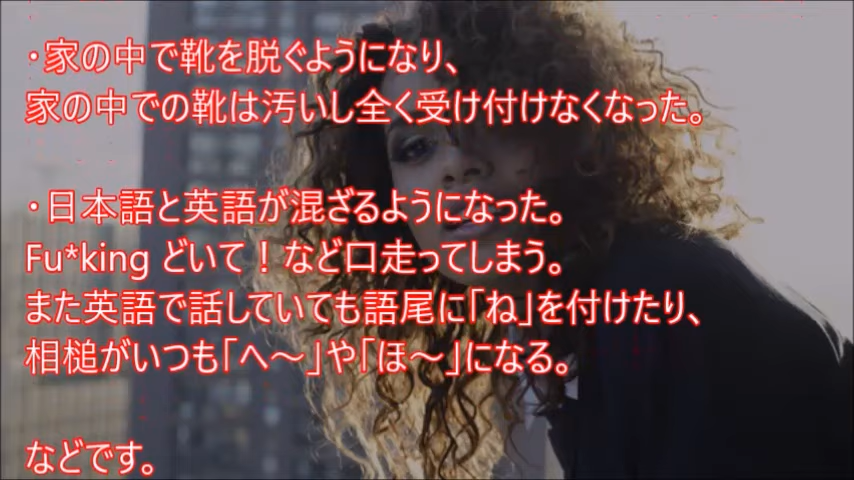 ・家の中で靴を脱ぐようになり、
家の中での靴は汚いし全く受け付けなくなった。
・日本語と英語が混ざるようになった。
Fu*king どいて！など口走ってしまう。
また英語で話していても語尾に「ね」を付けたり、
相槌がいつも「へ～」や「ほ～」になる。
などです。